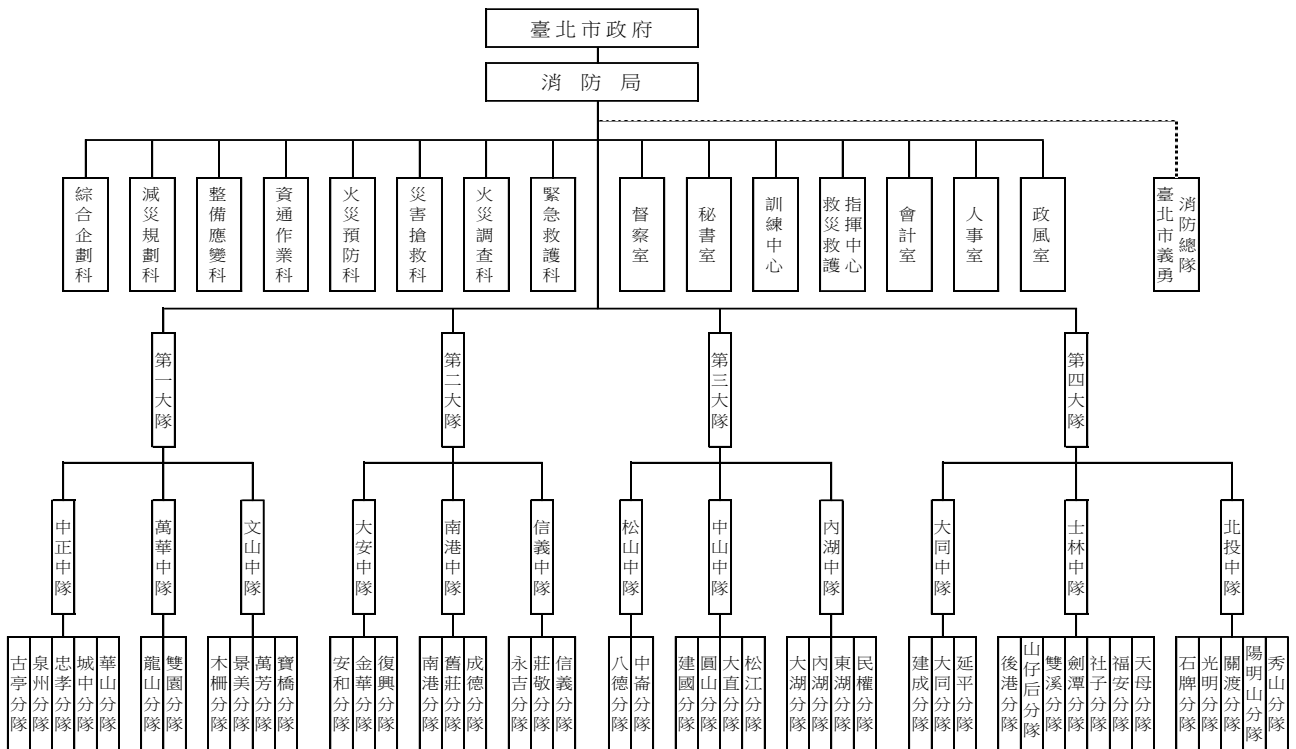 臺北市政府
消防局
綜合企劃科
減災規劃科
整備應變科
資通作業科
火災預防科
災害搶救科
火災調查科
緊急救護科
督察室
秘書室
訓練中心
救災救護
指揮中心
會計室
人事室
政風室
臺北市義勇
消防總隊
第一大隊
第二大隊
第三大隊
第四大隊
中正中隊
萬華中隊
文山中隊
大安中隊
南港中隊
信義中隊
松山中隊
中山中隊
內湖中隊
大同中隊
士林中隊
北投中隊
古亭分隊
泉州分隊
忠孝分隊
城中分隊
華山分隊
龍山分隊
雙園分隊
木柵分隊
景美分隊
萬芳分隊
寶橋分隊
安和分隊
金華分隊
復興分隊
南港分隊
舊莊分隊
成德分隊
永吉分隊
莊敬分隊
信義分隊
八德分隊
中崙分隊
建國分隊
圓山分隊
大直分隊
松江分隊
大湖分隊
內湖分隊
東湖分隊
民權分隊
建成分隊
大同分隊
延平分隊
後港分隊
山仔后分隊
雙溪分隊
劍潭分隊
社子分隊
福安分隊
天母分隊
石牌分隊
光明分隊
關渡分隊
陽明山分隊
秀山分隊